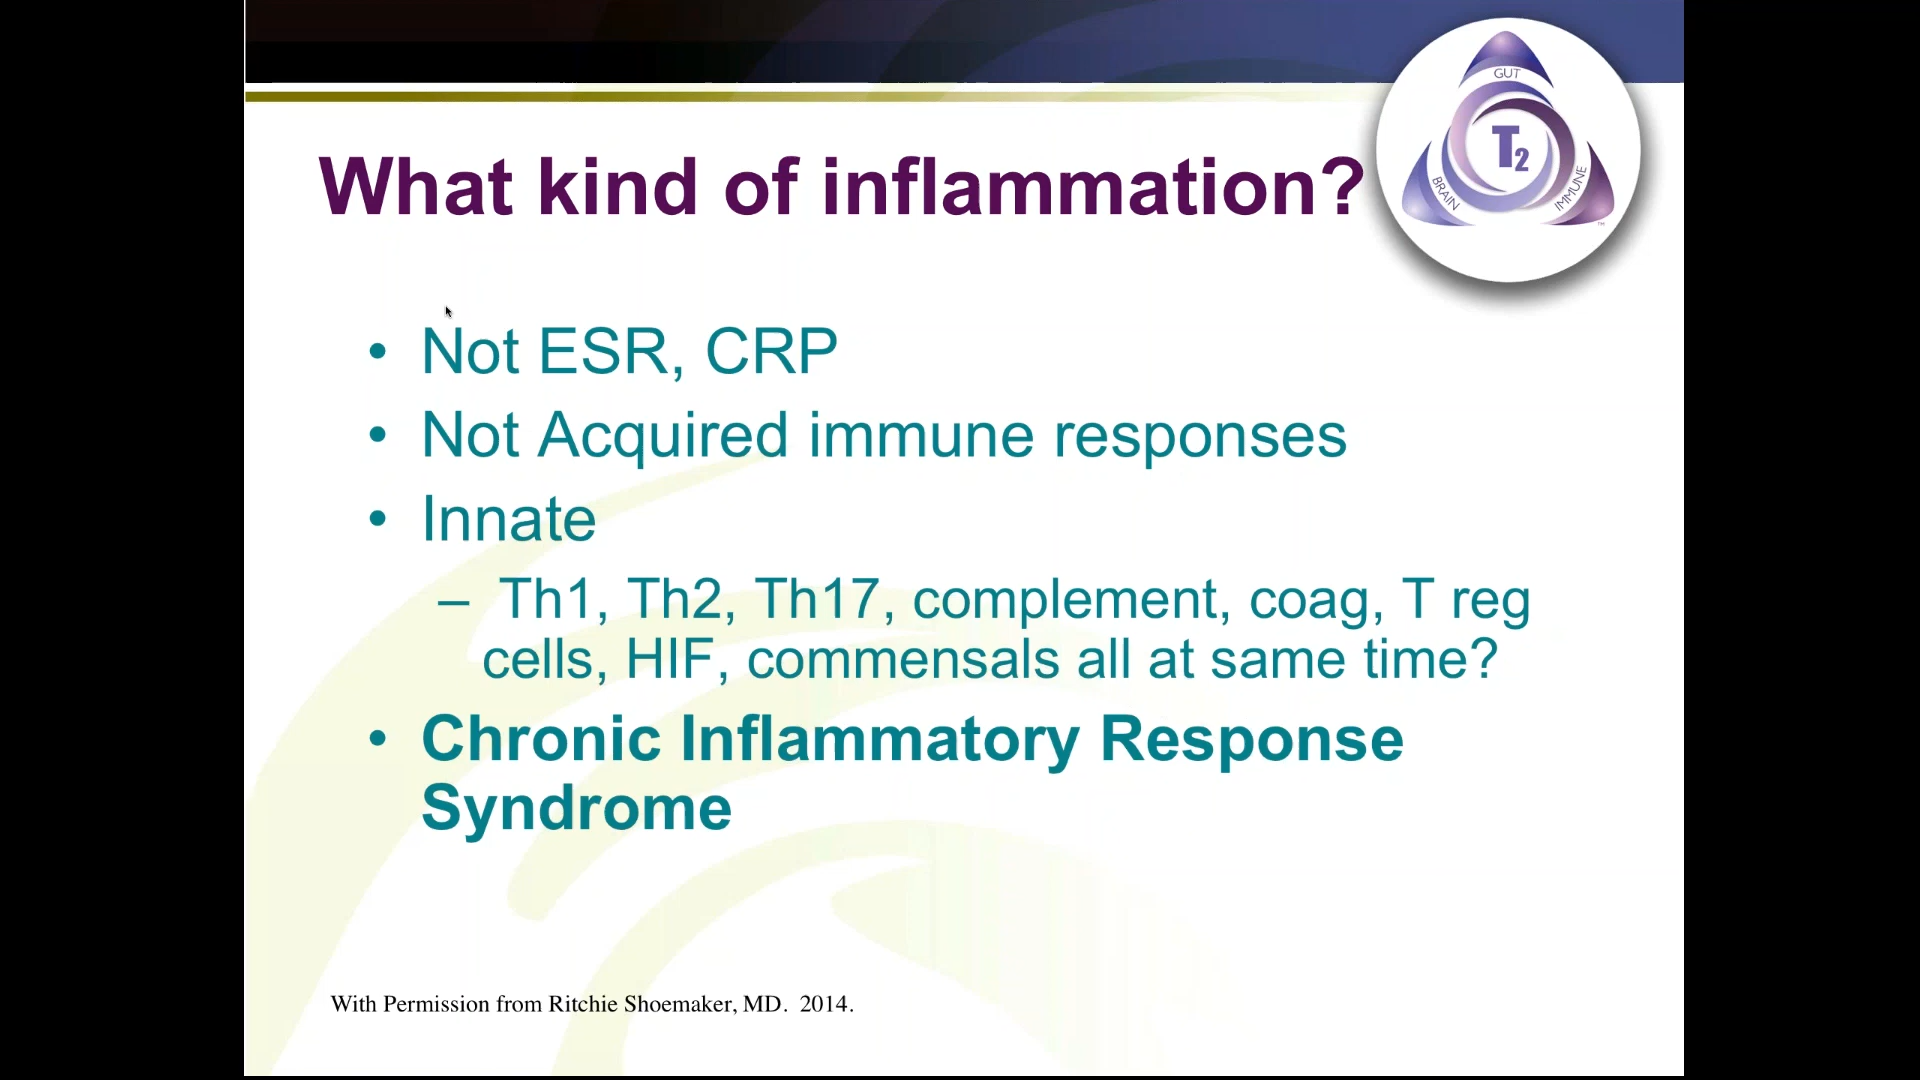 GUT
T2
BRAIN
IMMUNE
TM
What kind of inflammation?
• Not ESR, CRP
• Not Acquired immune responses
• Innate
– Th1, Th2, Th17, complement, coag, T reg
cells, HIF, commensals all at same time?
• Chronic Inflammatory Response
Syndrome
With Permission from Ritchie Shoemaker, MD. 2014.